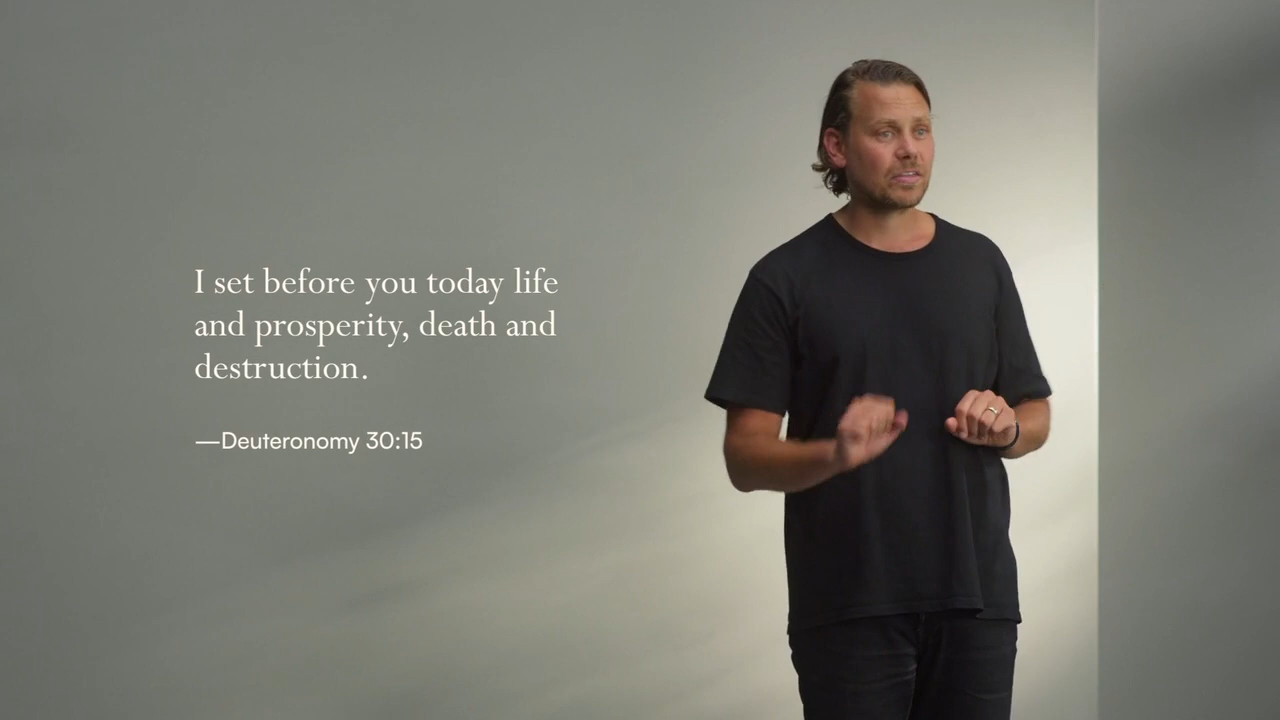 I set before you today life
and prosperity, death and
destruction.
—Deuteronomy 30:15